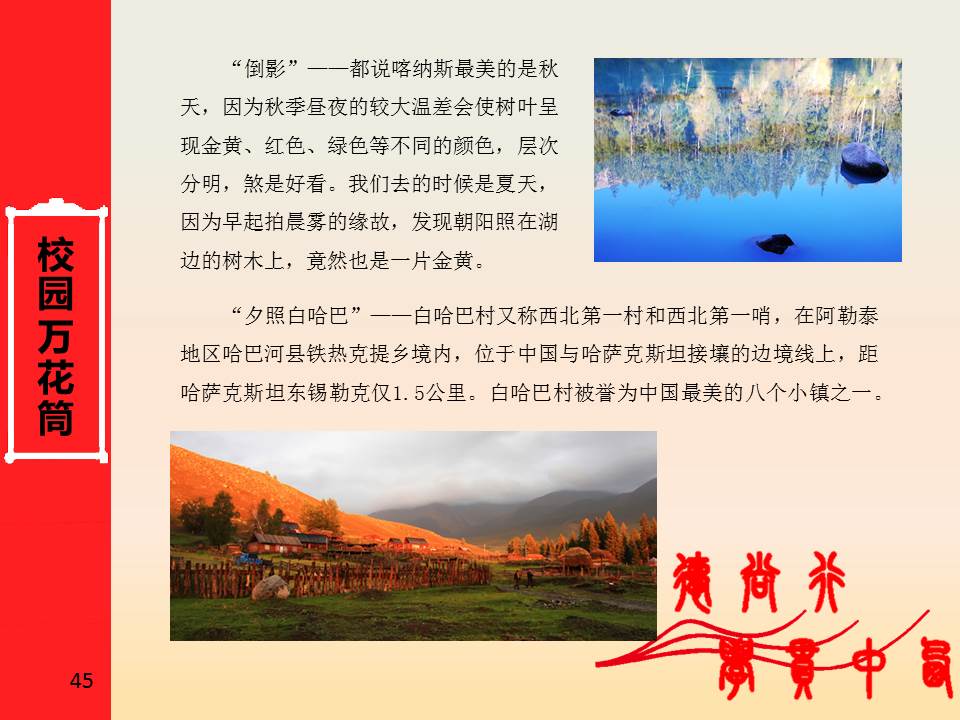 “倒影”——都说喀纳斯最美的是秋
天，因为秋季昼夜的较大温差会使树叶呈
现金黄、红色、绿色等不同的颜色，层次
分明，煞是好看。我们去的时候是夏天，
因为早起拍晨雾的缘故，发现朝阳照在湖
边的树木上，竟然也是一片金黄。
“夕照白哈巴”——白哈巴村又称西北第一村和西北第一哨，在阿勒泰
地区哈巴河县铁热克提乡境内，位于中国与哈萨克斯坦接壤的边境线上，距
哈萨克斯坦东锡勒克仅1.5公里。白哈巴村被誉为中国最美的八个小镇之一。
校园万花筒
45
德尚行
學貫中